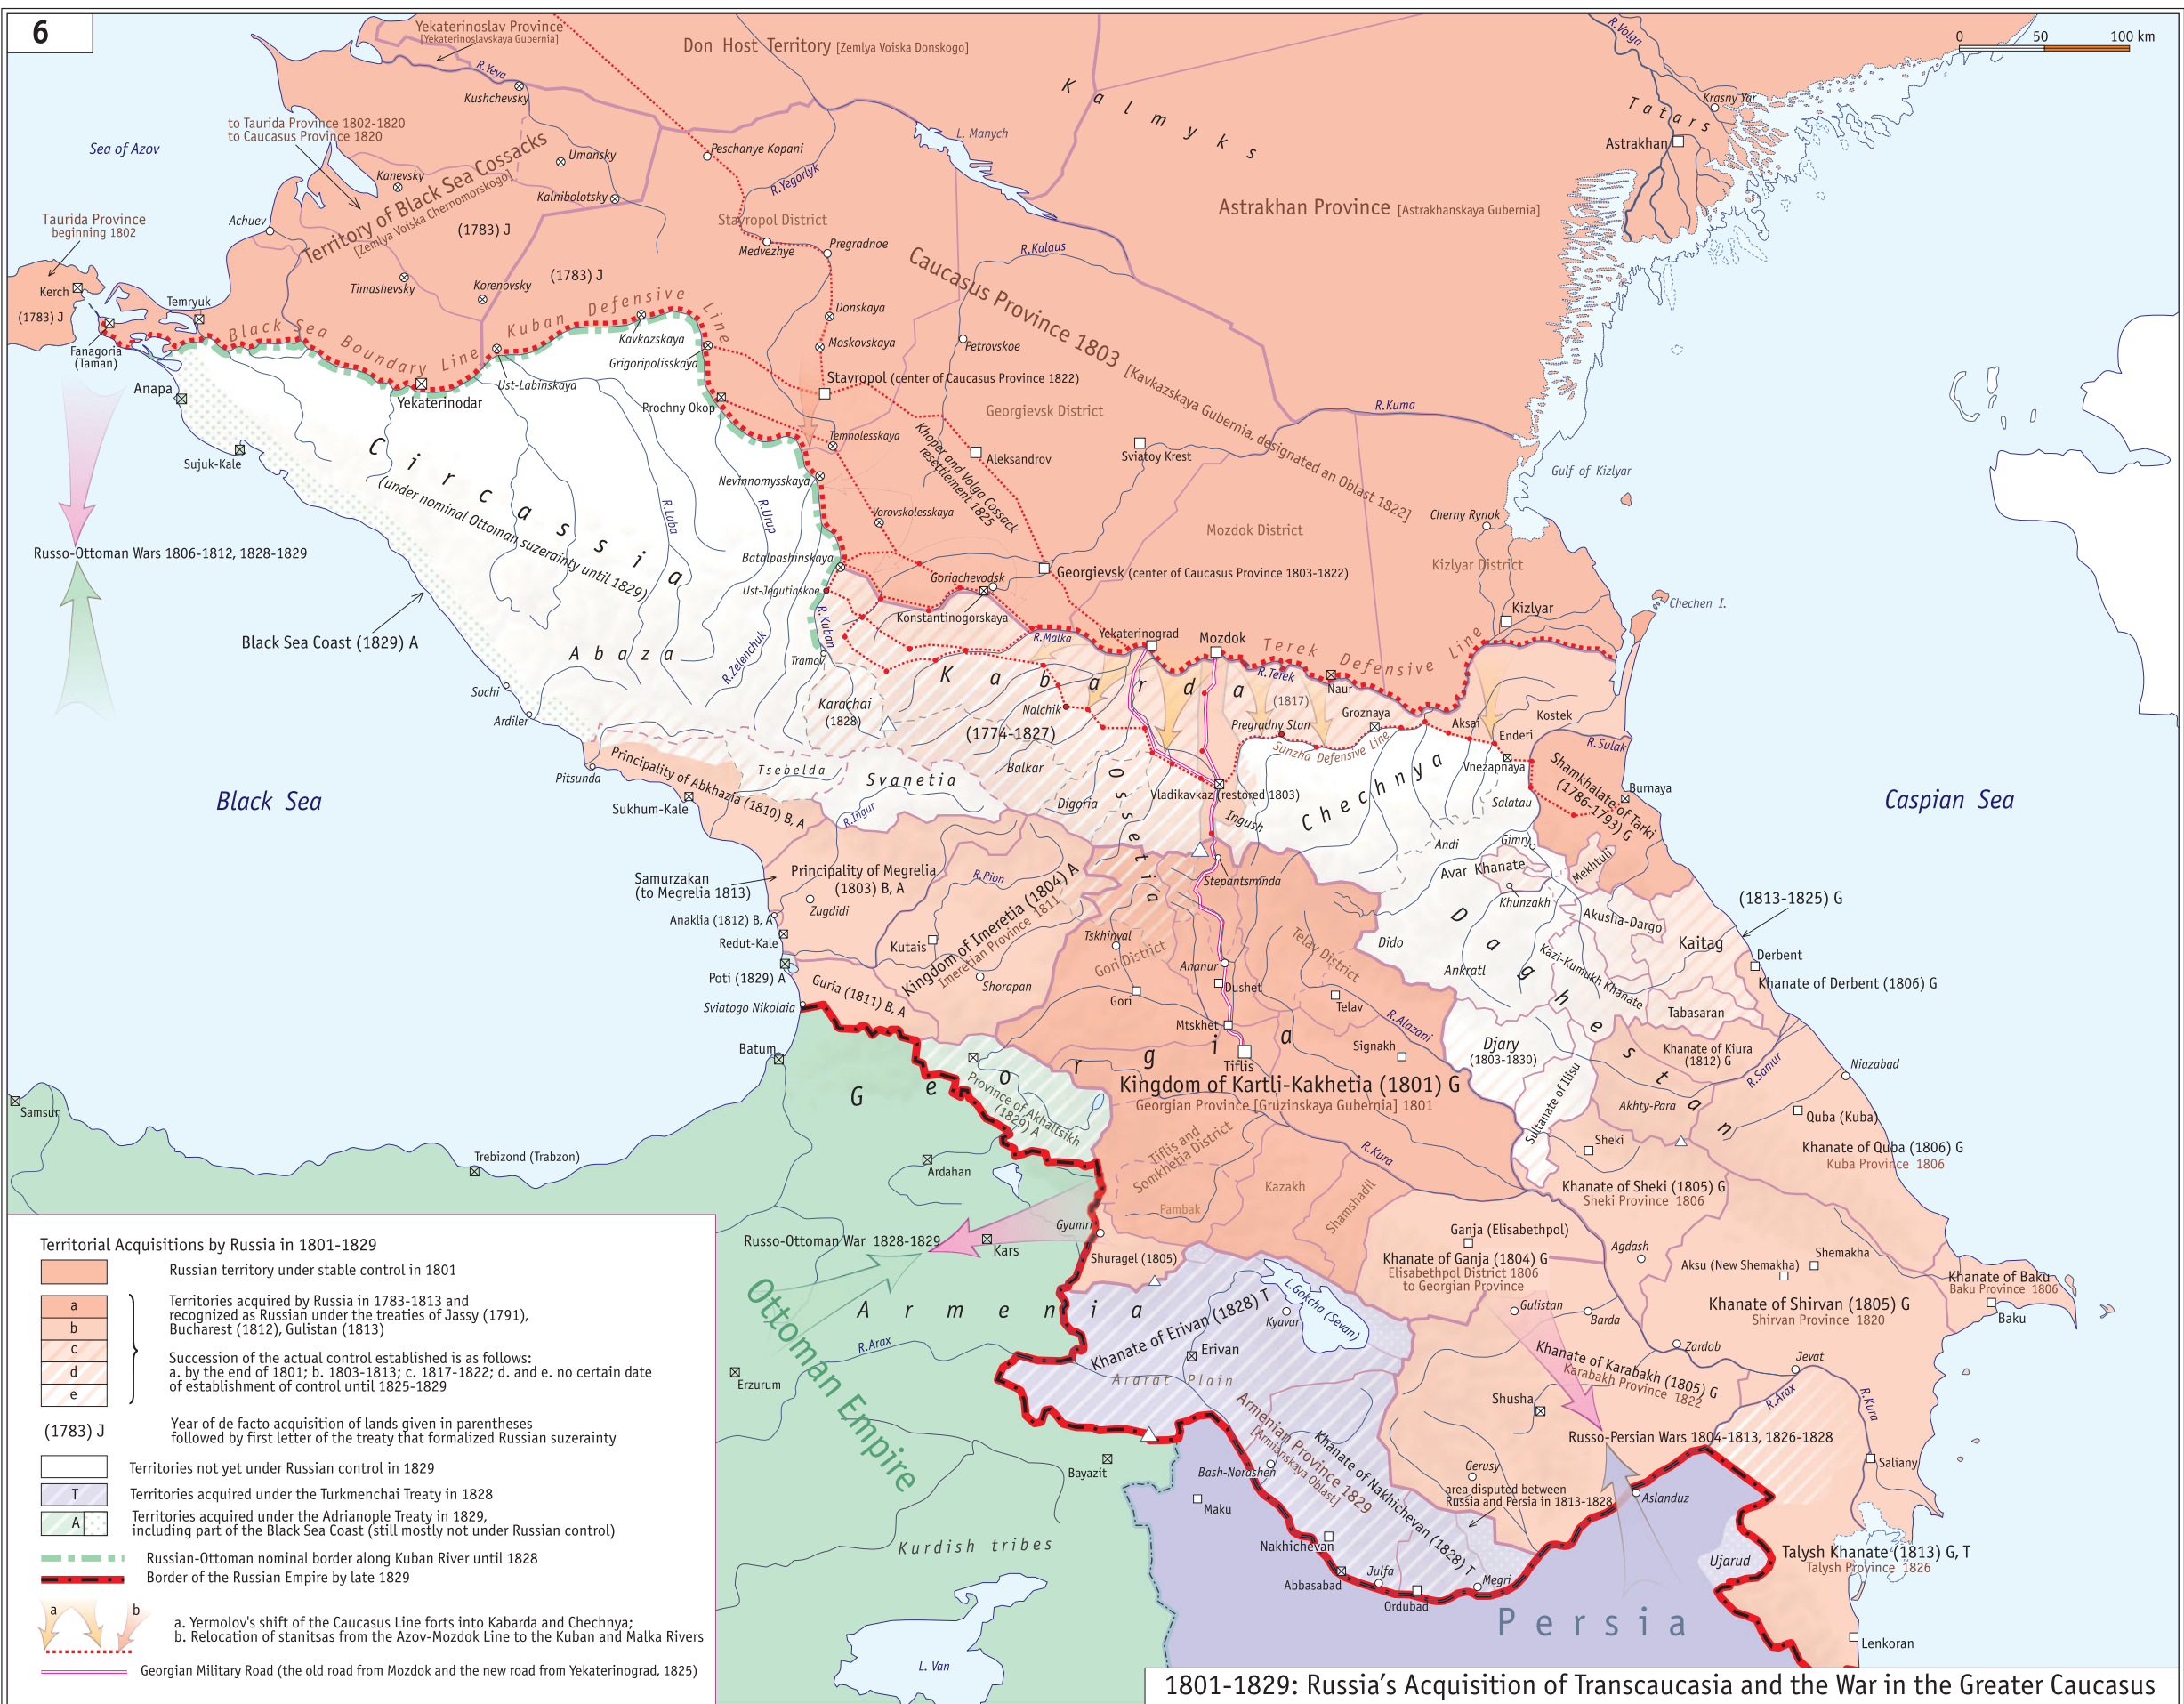 6
Yekaterinoslav Province
[Yekaterinoslavskaya Gubernia]
Don Host Territory [Zemlya Voiska Donskogo]
R.Volga
0 50 100 km
R.Yeya
Kushchevsky
Kalmyks
Tatars
Krasny Yar
Astrakhan
to Taurida Province 1802-1820
to Caucasus Province 1820
Sea of Azov
L. Manych
Peschanye Kopani
Umansky
Kanevsky
Kalnibolotsky
R.Yegorlyk
Territory of Black Sea Cossacks
[Zemlya Voiska Chernomorskogo]
Astrakhan Province [Astrakhanskaya Gubernia]
Taurida Province
beginning 1802
Achuev
(1783) J
Stavropol District
Medvezhye
Pregradnoe
R.Kalaus
Caucasus Province 1803 [Kavkazskaya Gubernia, designated an Oblast 1822]
Kerch
(1783) J
Timashevsky
Korenovsky
(1783) J
Temryuk
Donskaya
Fanagoria
(Taman)
Black Sea Boundary Line
Kuban Defensive Line
Kavkazskaya
Grigoripolisskaya
Moskovskaya
Petrovskoe
Anapa
Yekaterinodar
Ust-Labinskaya
Prochny Okop
Stavropol (center of Caucasus Province 1822)
Georgievsk District
R.Kuma
Temnolesskaya
Khoper and Volga Cossack
resettlement 1825
Aleksandrov
Sviatoy Krest
Sujuk-Kale
Circassia
(under nominal Ottoman suzerainty until 1829)
Nevinnomysskaya
Gulf of Kizlyar
R.Laba
R.Urup
Vorovskolesskaya
Cherny Rynok
Mozdok District
Russo-Ottoman Wars 1806-1812, 1828-1829
Batalpashinskaya
Goriachevodsk
Georgievsk (center of Caucasus Province 1803-1822)
Kizlyar District
Ust-Jegutinskoe
Konstantinogorskaya
Kizlyar
Chechen I.
R.Kuban
R.Malka
Yekaterinograd
Mozdok
Terek Defensive Line
Black Sea Coast (1829) A
Abaza
R.Zelenchuk
Tramov
Kabarda
R.Terek
Naur
Sochi
Ardiler
Karachai
(1828)
Nalchik
(1817)
Pregradny Stan
Groznaya
Aksai
Kostek
Enderi
(1774-1827)
Sunzha Defensive Line
R.Sulak
Pitsunda
Principality of Abkhazia (1810) B, A
Tsebelda
Svanetia
Balkar
Ossetia
Vnezapnaya
Shamkhalate of Tarki
(1786-1793) G
Black Sea
Sukhum-Kale
R.Ingur
Digoria
Vladikavkaz (restored 1803)
Ingush
Chechnya
Salatau
Burnaya
Caspian Sea
Andi
Gimry
Mekhtuli
Samurzakan
(to Megrelia 1813)
Principality of Megrelia
(1803) B, A
R.Rion
Stepantsminda
Avar Khanate
Khunzakh
Zugdidi
Anaklia (1812) B, A
Kingdom of Imeretia (1804) A
Imeretian Province 1811
Akusha-Dargo
(1813-1825) G
Redut-Kale
Kutais
Tskhinval
Gori District
Telav District
Dido
Daghestan
Kaitag
Derbent
Poti (1829) A
Shorapan
Ananur
Ankratl
Kazi-Kumukh Khanate
Khanate of Derbent (1806) G
Guria (1811) B, A
Gori
Dushet
Telav
Sviatogo Nikolaia
R.Alazani
Tabasaran
Mtskhet
Signakh
Djary
(1803-1830)
Khanate of Kiura
(1812) G
Batum
Georgia
Tiflis
R.Samur
Niazabad
Province of Akhaltsikh
(1829) A
Kingdom of Kartli-Kakhetia (1801) G
Georgian Province [Gruzinskaya Gubernia] 1801
Sultanate of Ilisu
Akhty-Para
Samsun
Quba (Kuba)
Sheki
Trebizond (Trabzon)
Ardahan
Tiflis and
Somkhetia District
R.Kura
Khanate of Quba (1806) G
Kuba Province 1806
Khanate of Sheki (1805) G
Sheki Province 1806
Kazakh
Shamshadil
Pambak
Gyumri
Ganja (Elisabethpol)
Russo-Ottoman War 1828-1829
Kars
Shuragel (1805)
Khanate of Ganja (1804) G
Elisabethpol District 1806
to Georgian Province
Agdash
Aksu (New Shemakha)
Shemakha
Khanate of Baku
Baku Province 1806
Baku
Ottoman Empire
Armenia
Khanate of Erivan (1828) T
L.Gokcha (Sevan)
Kyavar
Gulistan
Barda
Khanate of Shirvan (1805) G
Shirvan Province 1820
R.Arax
Erivan
Zardob
Jevat
Erzurum
Ararat Plain
Khanate of Karabakh (1805) G
Karabakh Province 1822
R.Arax
R.Kura
Armenian Province 1829
[Armianskaya Oblast]
Shusha
Russo-Persian Wars 1804-1813, 1826-1828
Bayazit
Bash-Norashen
Khanate of Nakhichevan (1828) T
Gerusy
area disputed between
Russia and Persia in 1813-1828
Saliany
Aslanduz
Maku
Kurdish tribes
Nakhichevan
Ujarud
Talysh Khanate (1813) G, T
Talysh Province 1826
Abbasabad
Julfa
Megri
Ordubad
Persia
Lenkoran
L. Van
Territorial Acquisitions by Russia in 1801-1829
Russian territory under stable control in 1801
a
b
c
d
e
Territories acquired by Russia in 1783-1813 and
recognized as Russian under the treaties of Jassy (1791),
Bucharest (1812), Gulistan (1813)
Succession of the actual control established is as follows:
a. by the end of 1801; b. 1803-1813; c. 1817-1822; d. and e. no certain date
of establishment of control until 1825-1829
(1783) J
Year of de facto acquisition of lands given in parentheses
followed by first letter of the treaty that formalized Russian suzerainty
Territories not yet under Russian control in 1829
T
Territories acquired under the Turkmenchai Treaty in 1828
A
Territories acquired under the Adrianople Treaty in 1829,
including part of the Black Sea Coast (still mostly not under Russian control)
Russian-Ottoman nominal border along Kuban River until 1828
Border of the Russian Empire by late 1829
a b
a. Yermolov's shift of the Caucasus Line forts into Kabarda and Chechnya;
b. Relocation of stanitsas from the Azov-Mozdok Line to the Kuban and Malka Rivers
Georgian Military Road (the old road from Mozdok and the new road from Yekaterinograd, 1825)
1801-1829: Russia's Acquisition of Transcaucasia and the War in the Greater Caucasus